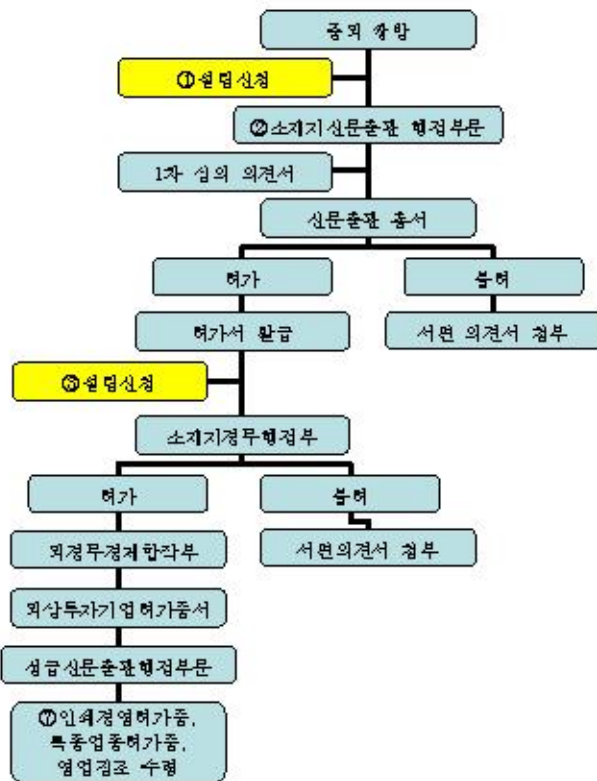 중외 쌍방
①설립신청
②소재지신문출판 행정부문
1차 심의 의견서
신문출판 총서
허가
불허
허가서 발급
서면 의견서 첨부
③설립신청
소재지경무행정부
허가
불허
외경무경제합작부
서면의견서 첨부
외상투자기업허가증서
성급신문출판행정부문
⑦인쇄경영허가증,
특종업종허가증,
영업집조 수령